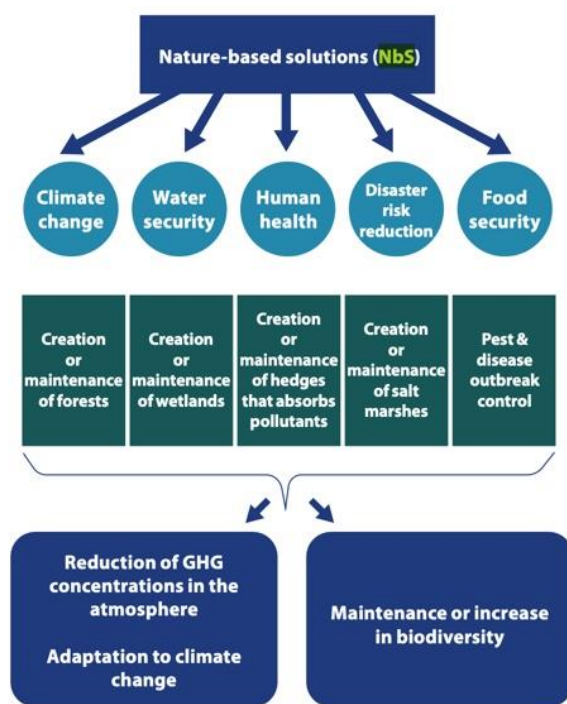 Nature-based solutions (NbS)
Climate
change
Water
security
Human
health
Disaster
risk
reduction
Food
security
Creation
or
maintenance
of forests
Creation
or
maintenance
of wetlands
Creation
or
maintenance
of hedges
that absorbs
pollutants
Creation
or
maintenance
of salt
marshes
Pest &
disease
outbreak
control
Reduction of GHG
concentrations in the
atmosphere
Adaptation to climate
change
Maintenance or increase
in biodiversity